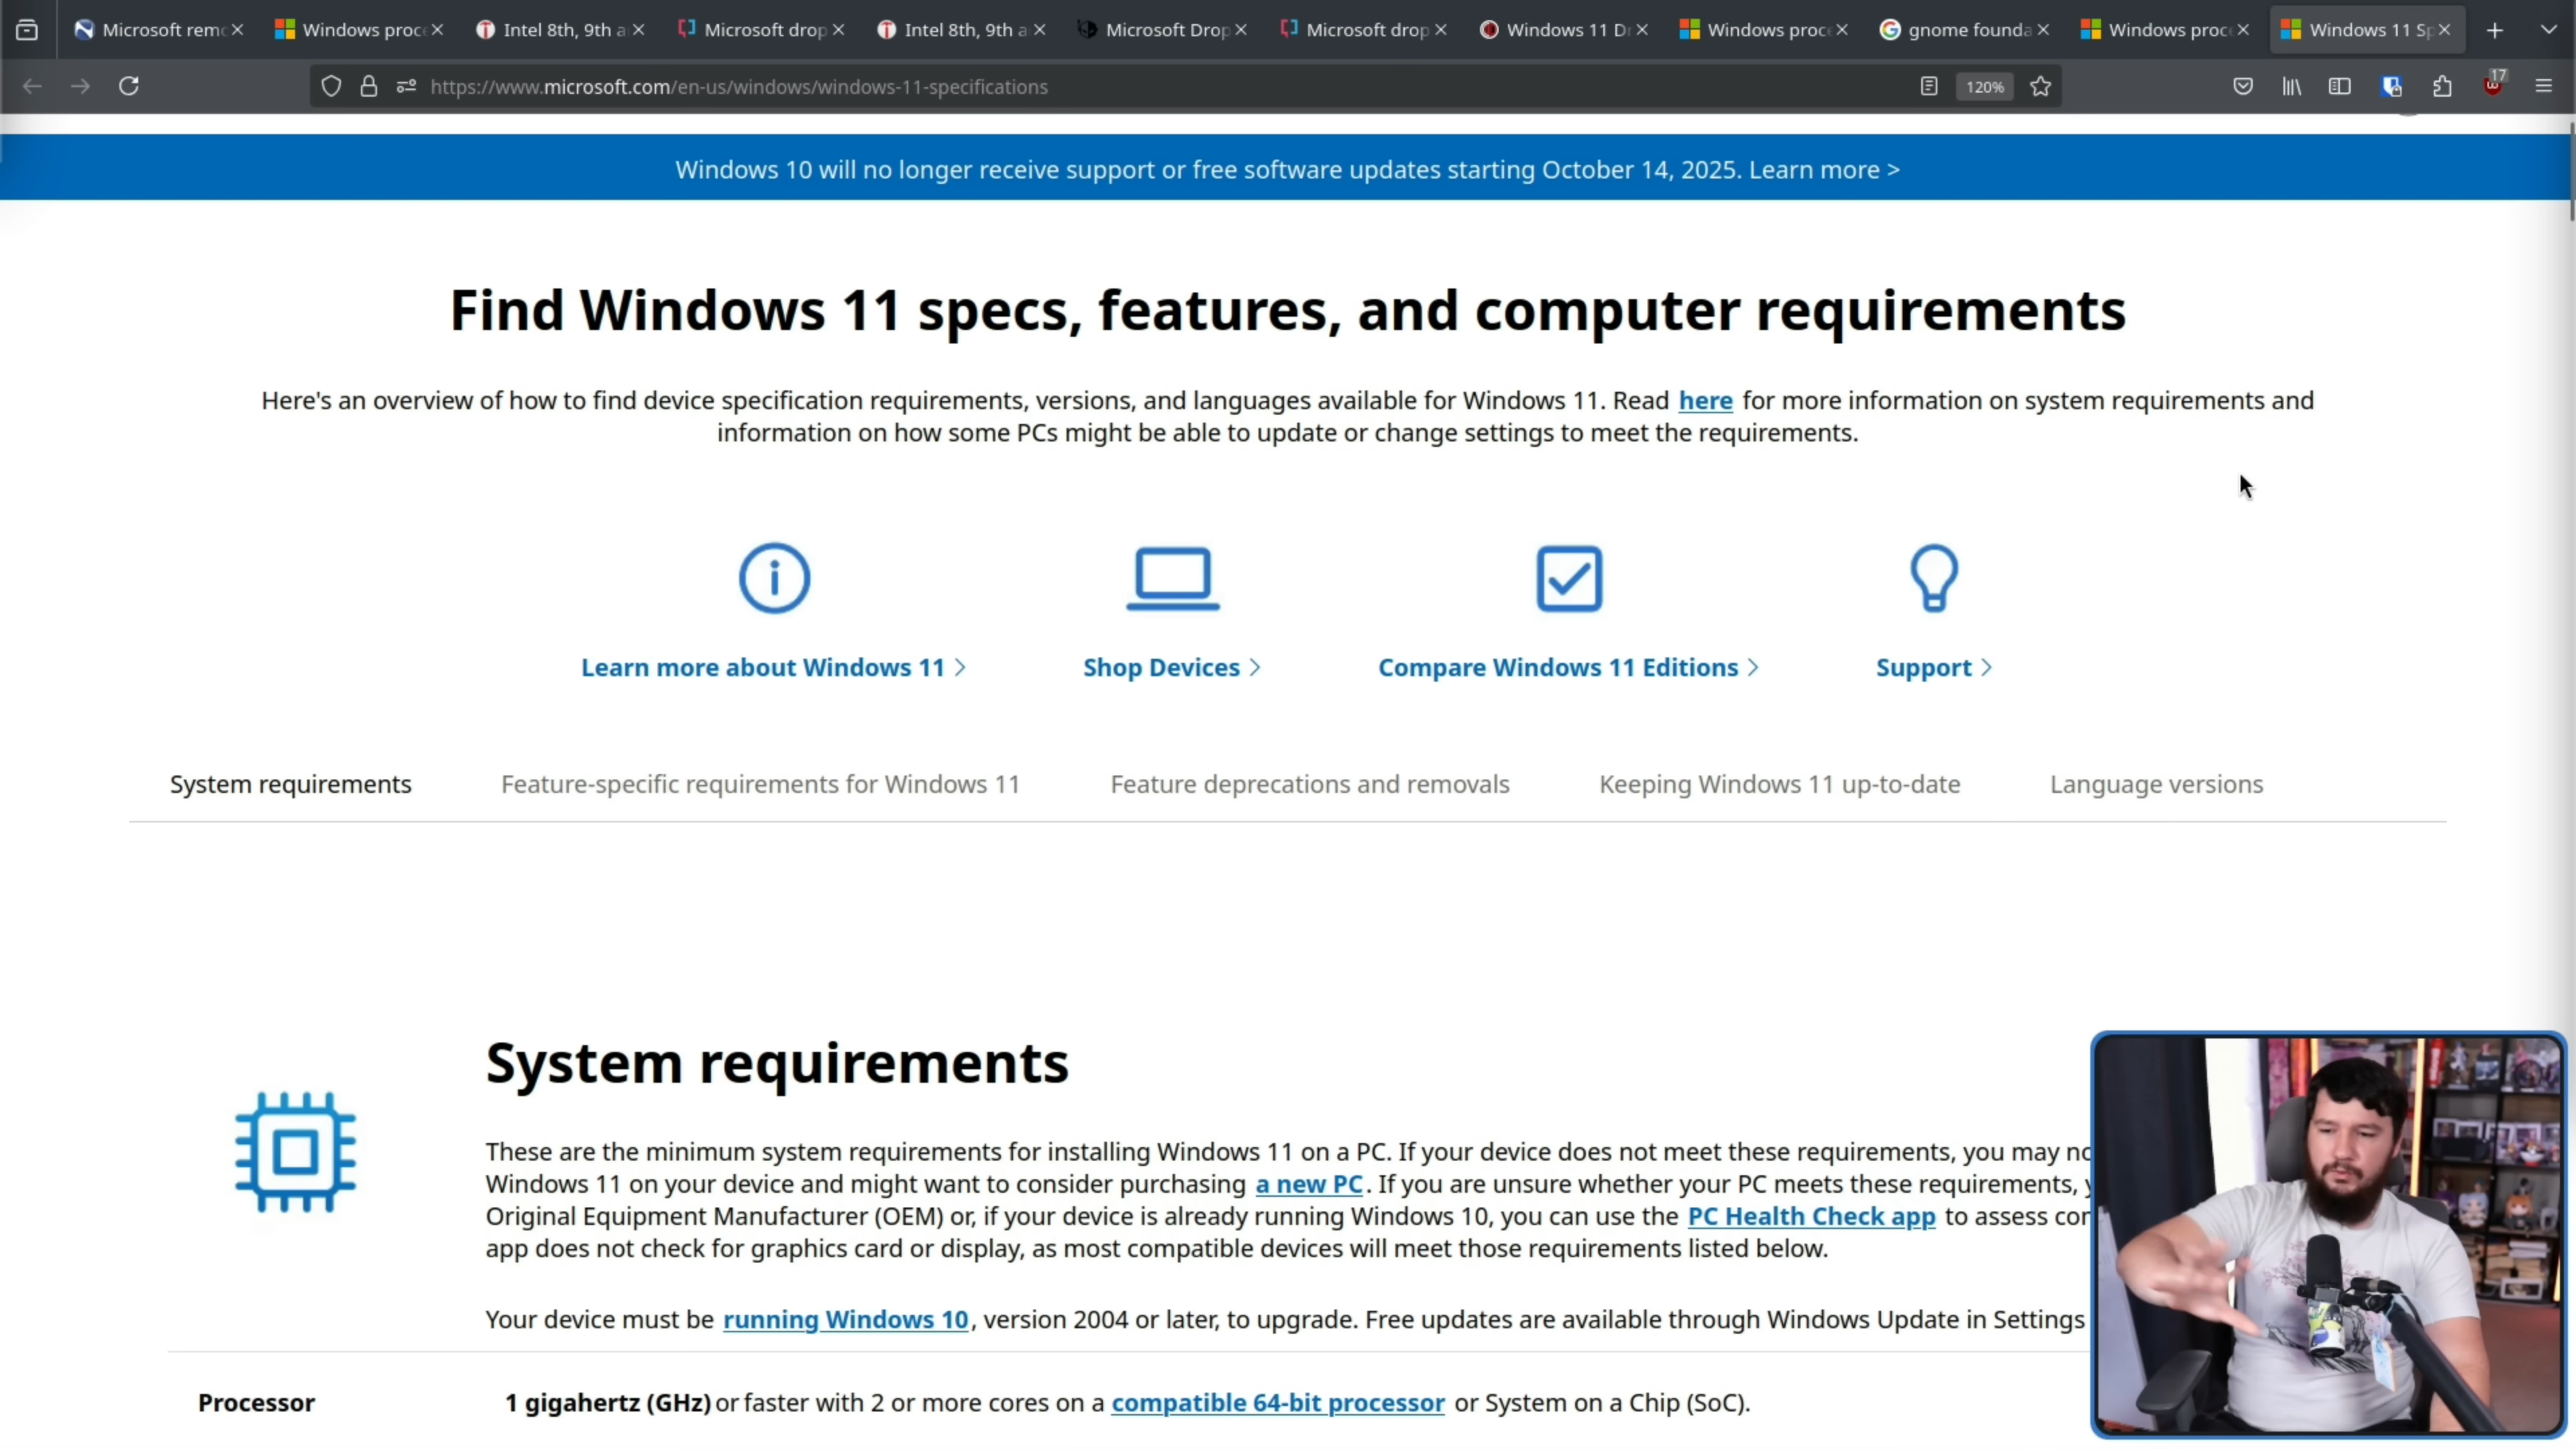 Microsoft remo
Windows proc
Intel 8th, 9th a
Microsoft drop
Intel 8th, 9th a
Microsoft Drop
Microsoft drop
Windows 11 Dr
Windows proc
gnome founda
Windows proc
Windows 11 Sp
https://www.microsoft.com/en-us/windows/windows-11-specifications
120%
17
Windows 10 will no longer receive support or free software updates starting October 14, 2025. Learn more >
Find Windows 11 specs, features, and computer requirements
Here's an overview of how to find device specification requirements, versions, and languages available for Windows 11. Read here for more information on system requirements and
information on how some PCs might be able to update or change settings to meet the requirements.
Learn more about Windows 11 >
Shop Devices >
Compare Windows 11 Editions >
Support >
System requirements
Feature-specific requirements for Windows 11
Feature deprecations and removals
Keeping Windows 11 up-to-date
Language versions
System requirements
These are the minimum system requirements for installing Windows 11 on a PC. If your device does not meet these requirements, you may no
Windows 11 on your device and might want to consider purchasing a new PC. If you are unsure whether your PC meets these requirements,
Original Equipment Manufacturer (OEM) or, if your device is already running Windows 10, you can use the PC Health Check app to assess
app does not check for graphics card or display, as most compatible devices will meet those requirements listed below.
Your device must be running Windows 10, version 2004 or later, to upgrade. Free updates are available through Windows Update in Settings
Processor
1 gigahertz (GHz) or faster with 2 or more cores on a compatible 64-bit processor or System on a Chip (SoC).